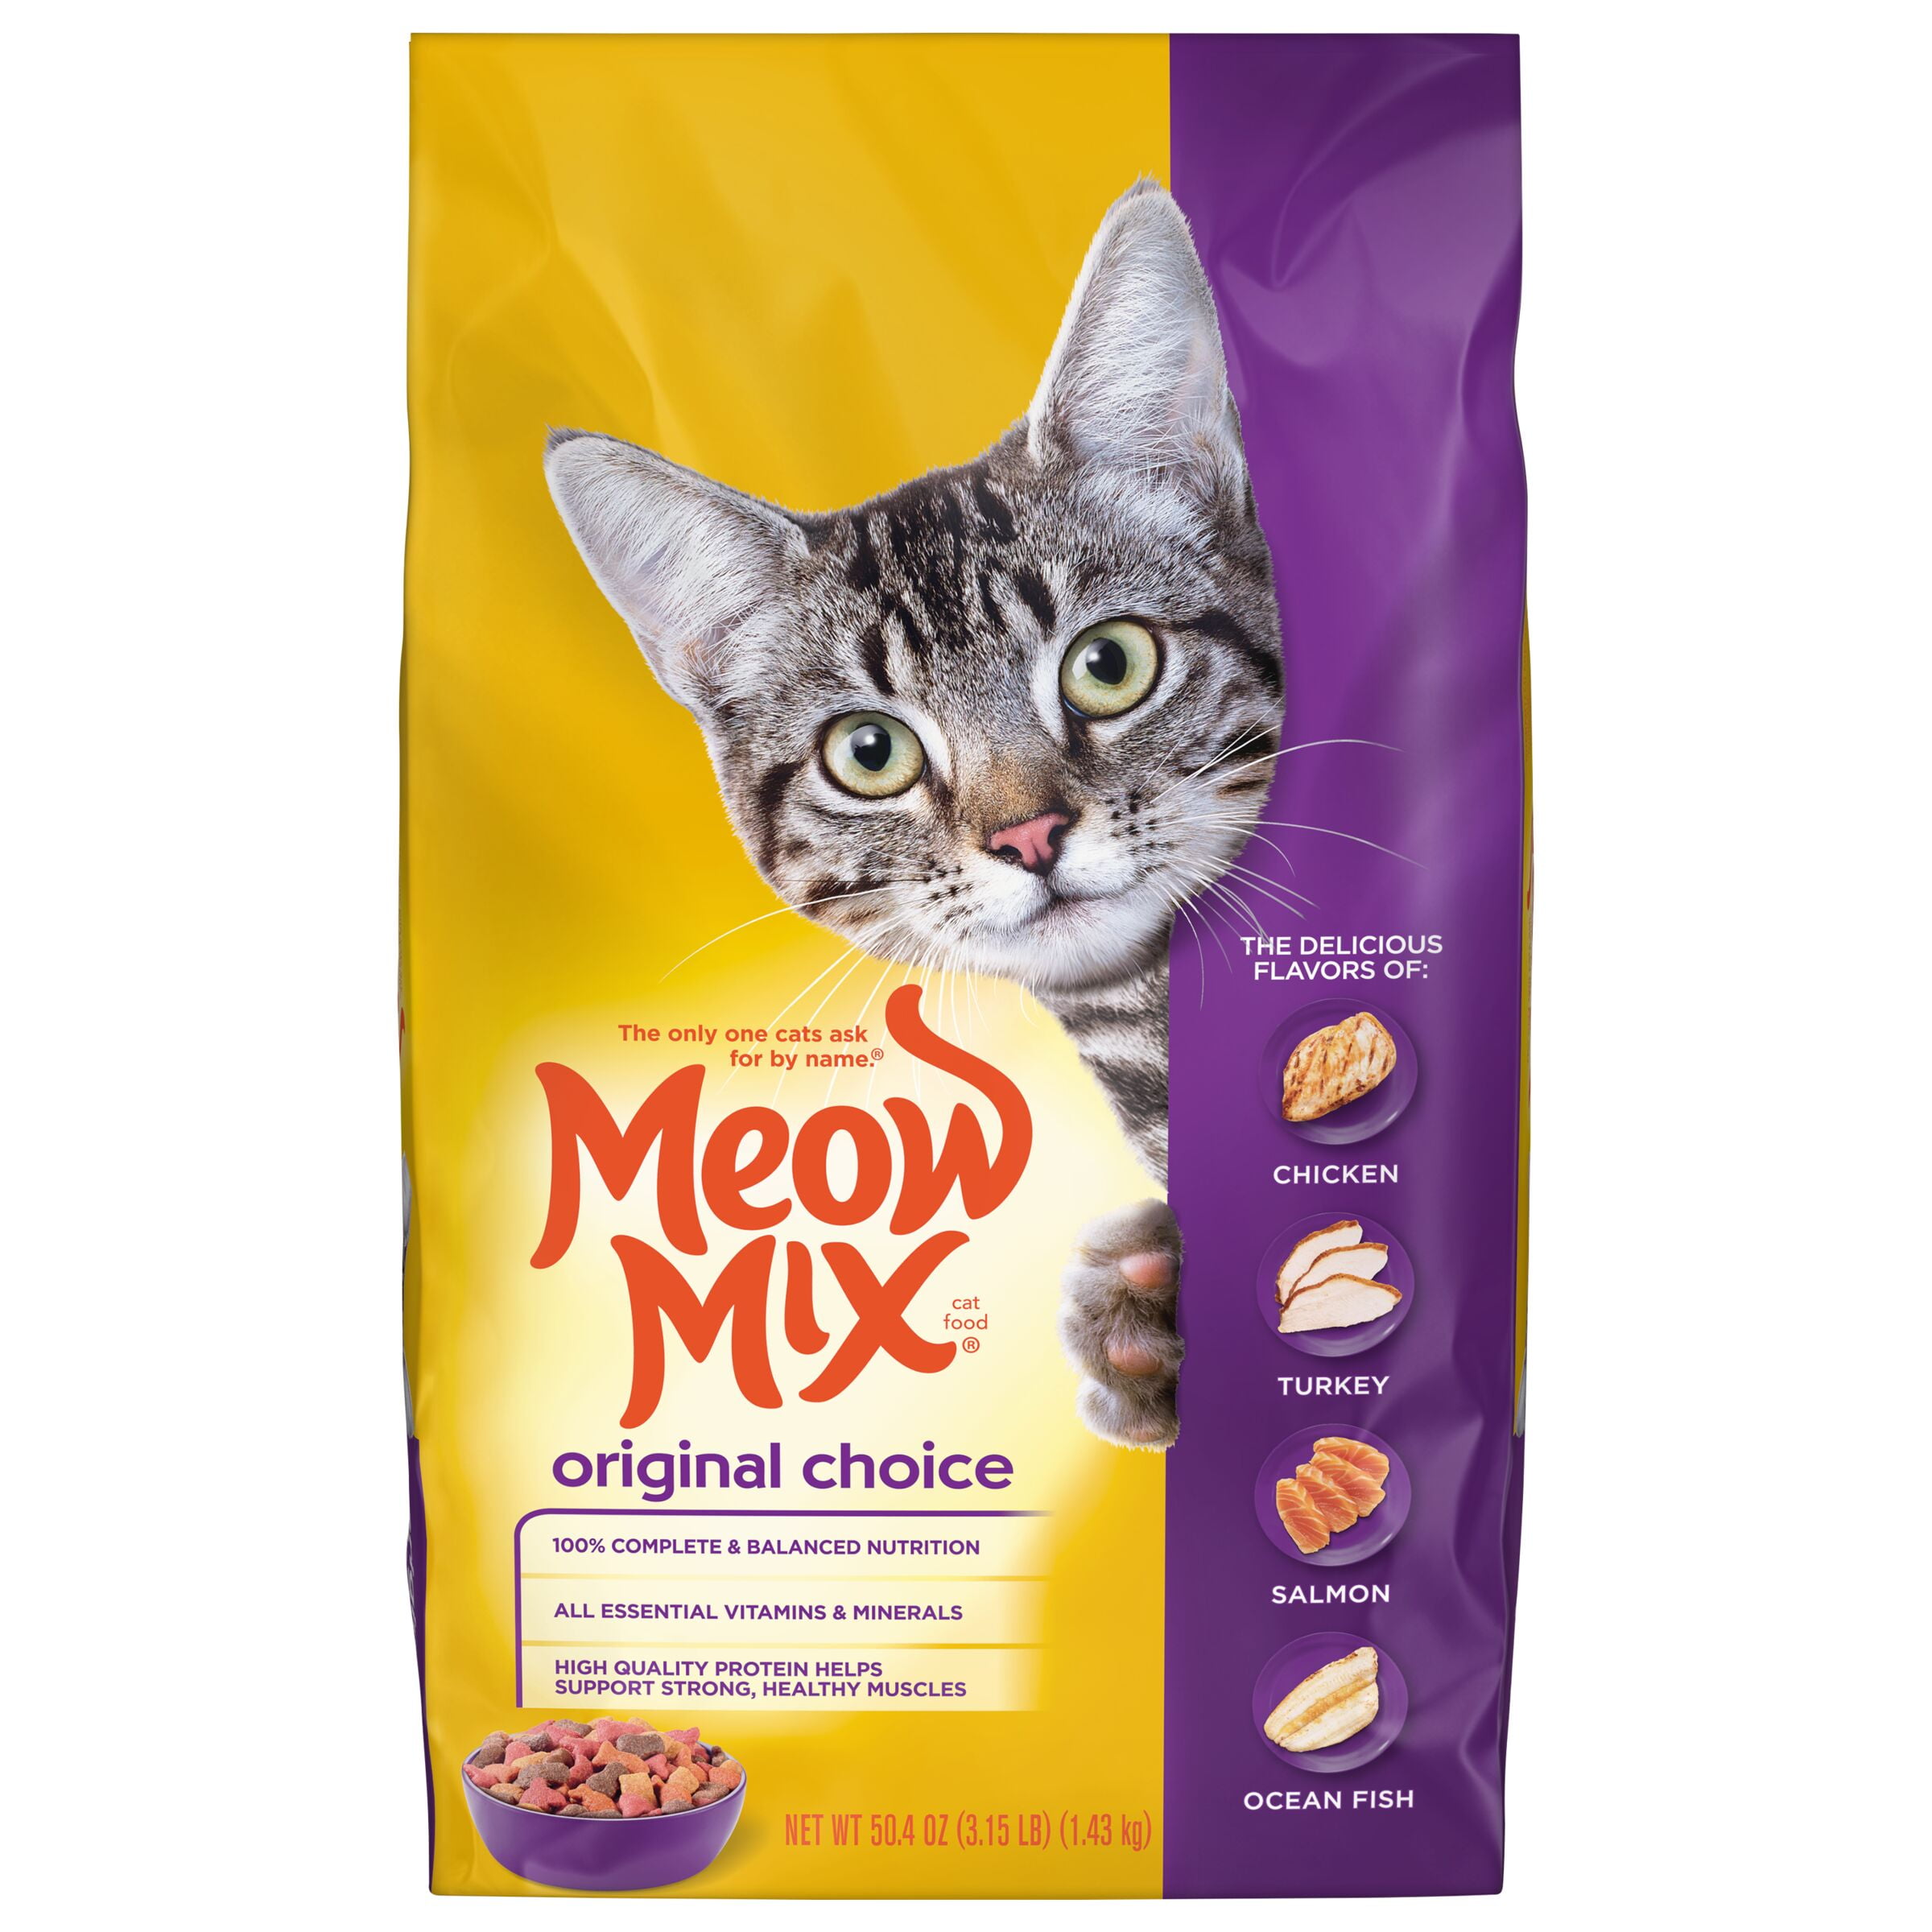 The only one cats ask
for by name.®
Meow
Mix
cat
food
®
original choice
100% COMPLETE & BALANCED NUTRITION
ALL ESSENTIAL VITAMINS & MINERALS
HIGH QUALITY PROTEIN HELPS
SUPPORT STRONG, HEALTHY MUSCLES
NET WT 50.4 OZ (3.15 LB) (1.43 kg)
THE DELICIOUS
FLAVORS OF:
CHICKEN
TURKEY
SALMON
OCEAN FISH